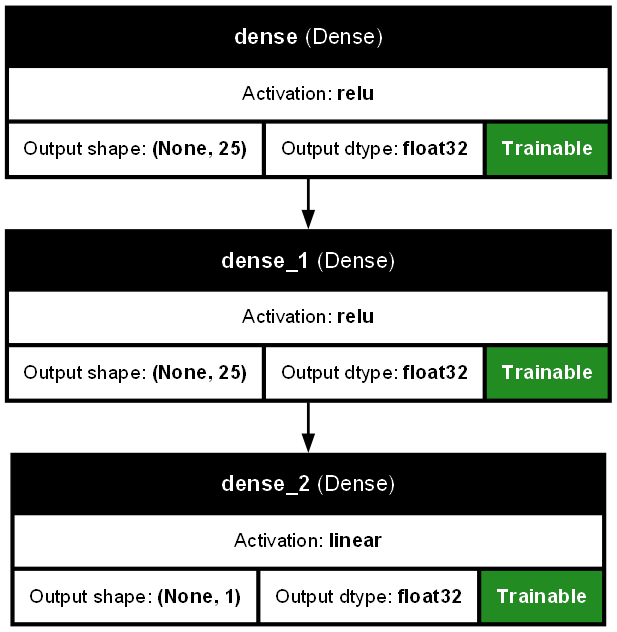 dense (Dense)
Activation: relu
Output shape: (None, 25) Output dtype: float32 Trainable
dense_1 (Dense)
Activation: relu
Output shape: (None, 25) Output dtype: float32 Trainable
dense_2 (Dense)
Activation: linear
Output shape: (None, 1) Output dtype: float32 Trainable